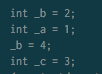 int _b = 2;
int _a = 1;
_b = 4;
int _c = 3;